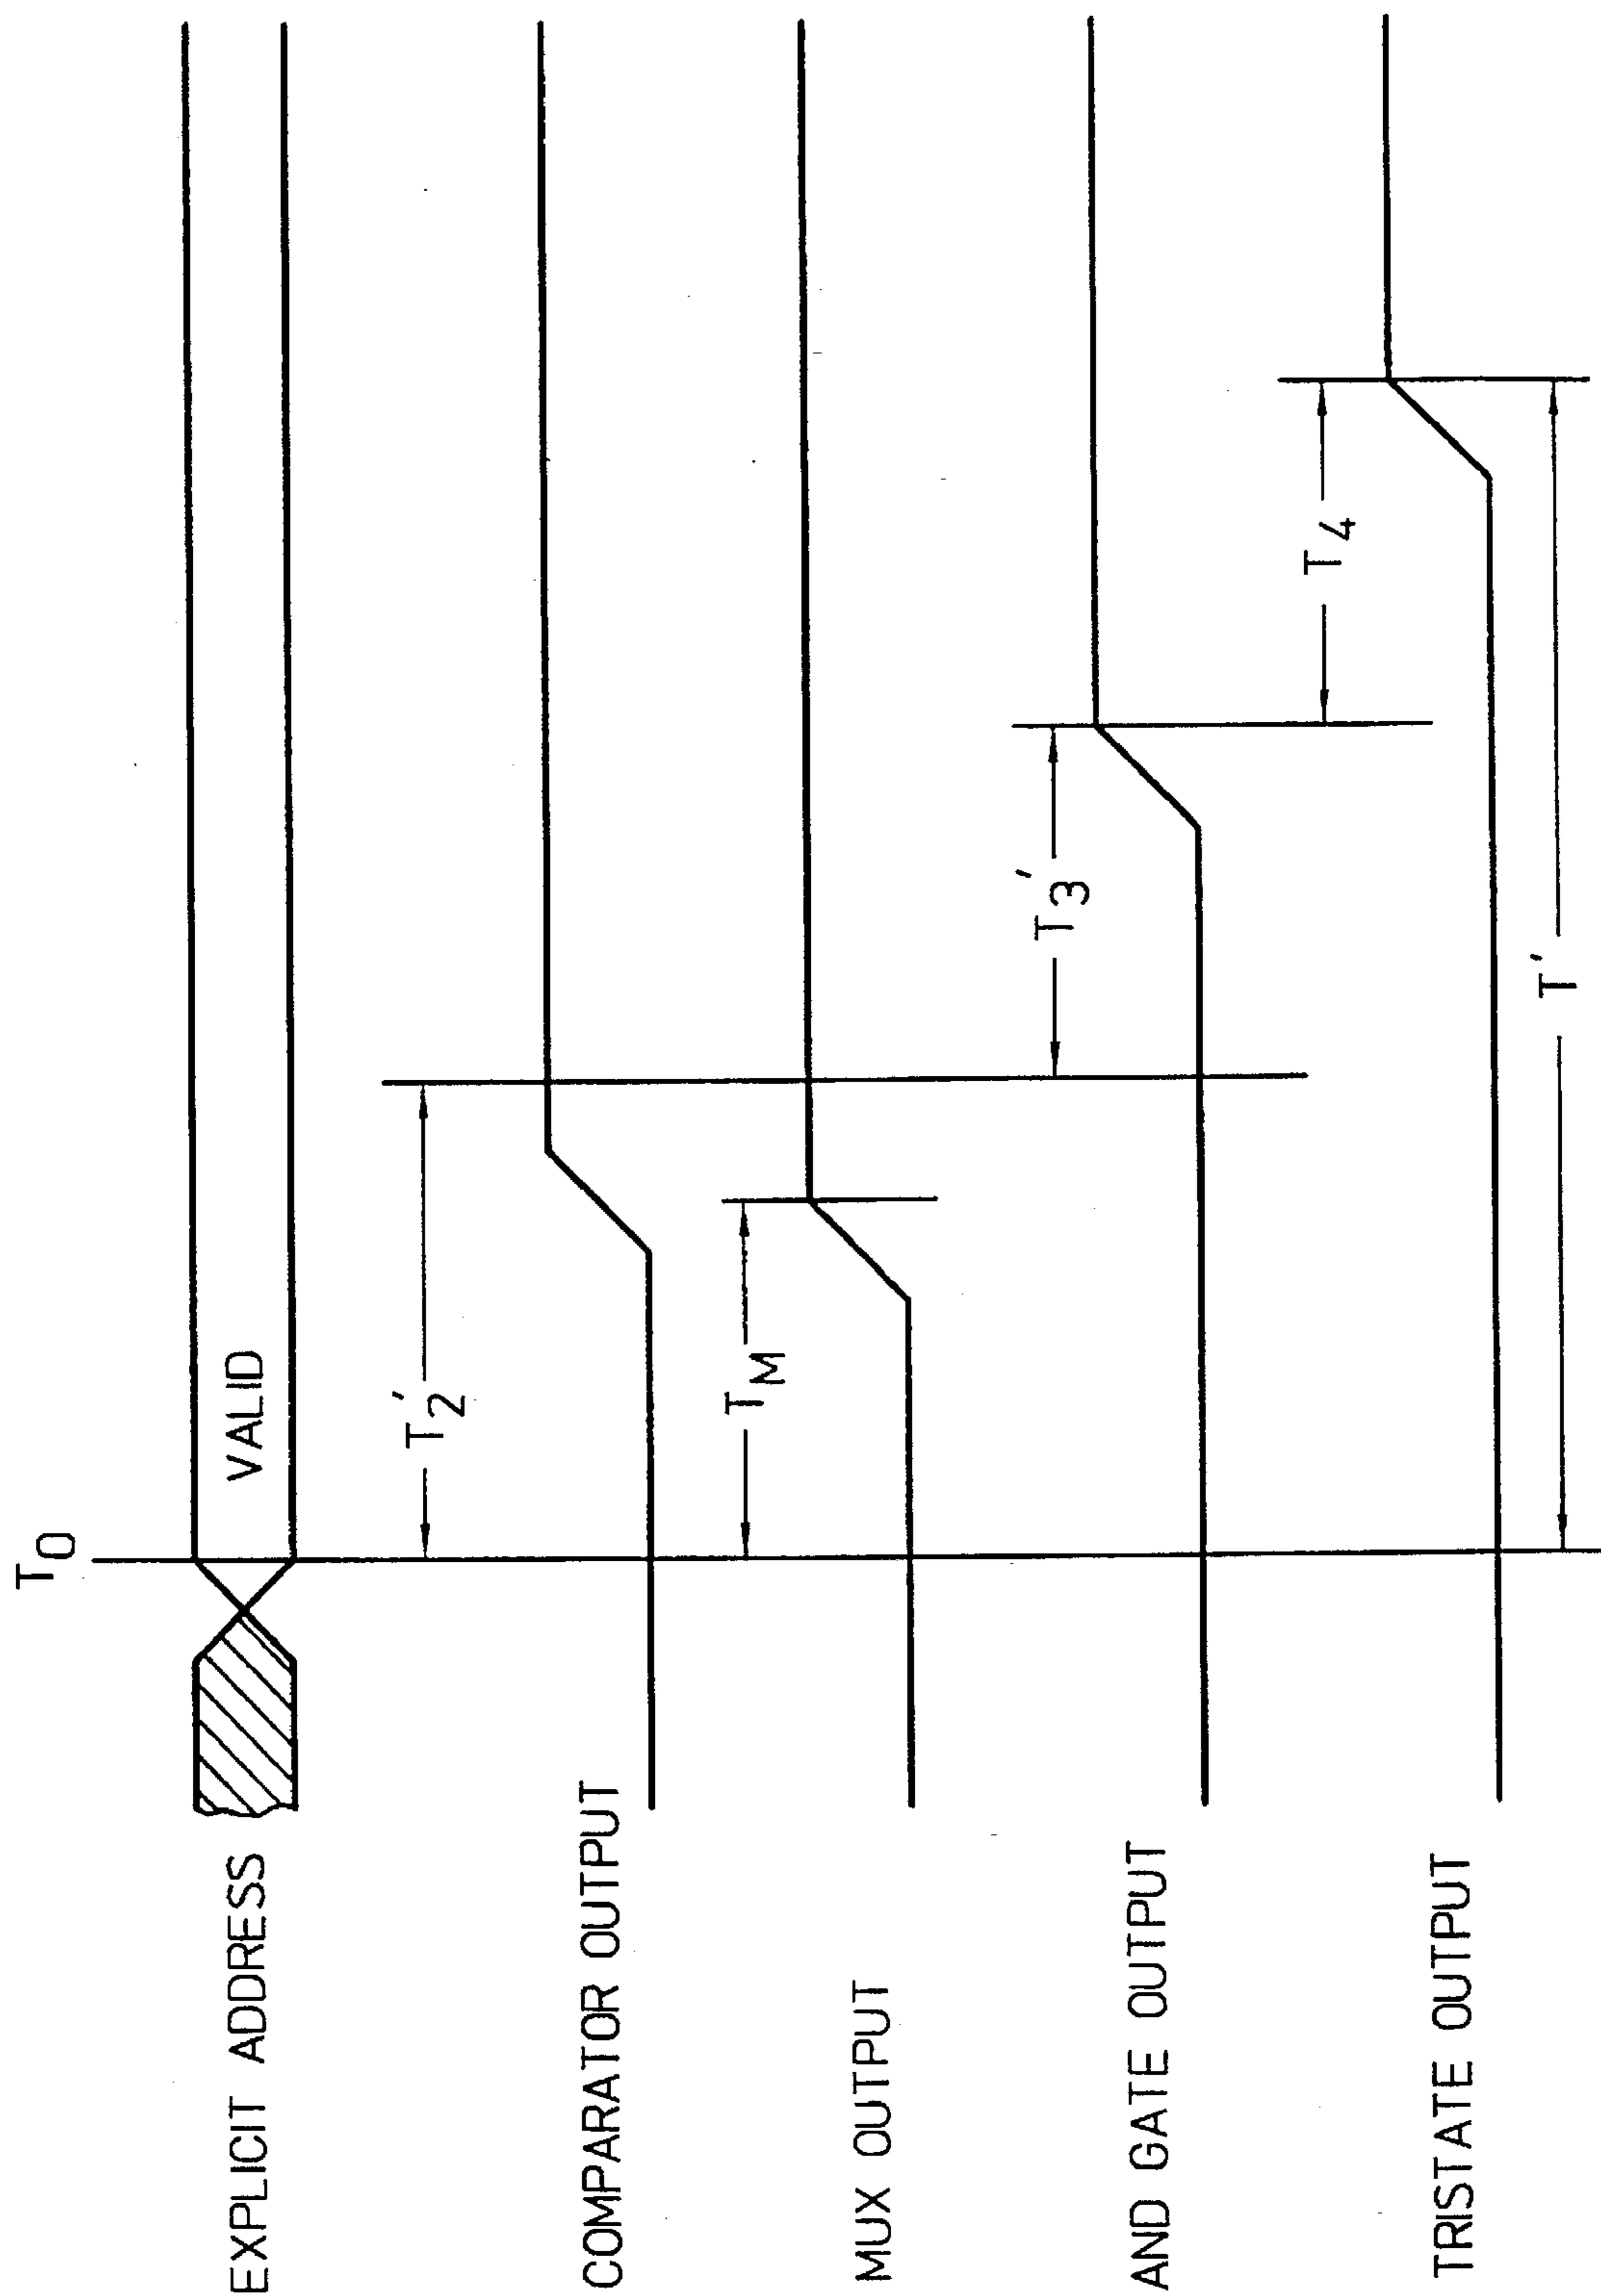 T0
EXPLICIT ADDRESS
VALID
COMPARATOR OUTPUT
T2'
MUX OUTPUT
TM
AND GATE OUTPUT
T3'
TRISTATE OUTPUT
T4
T'